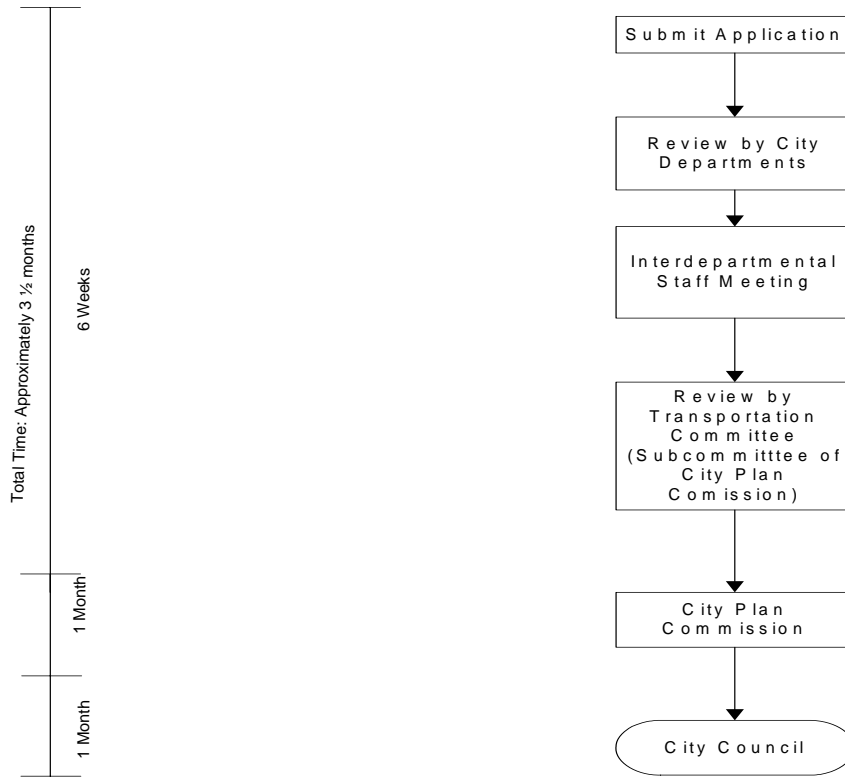 Submit Application
Review by City
Departments
Interdepartmental
Staff Meeting
Review by
Transportation
Committee
(Subcommitttee of
City Plan
Comission)
City Plan
Commission
City Council
Total Time: Approximately 3 ½ months
6 Weeks
1 Month
1 Month